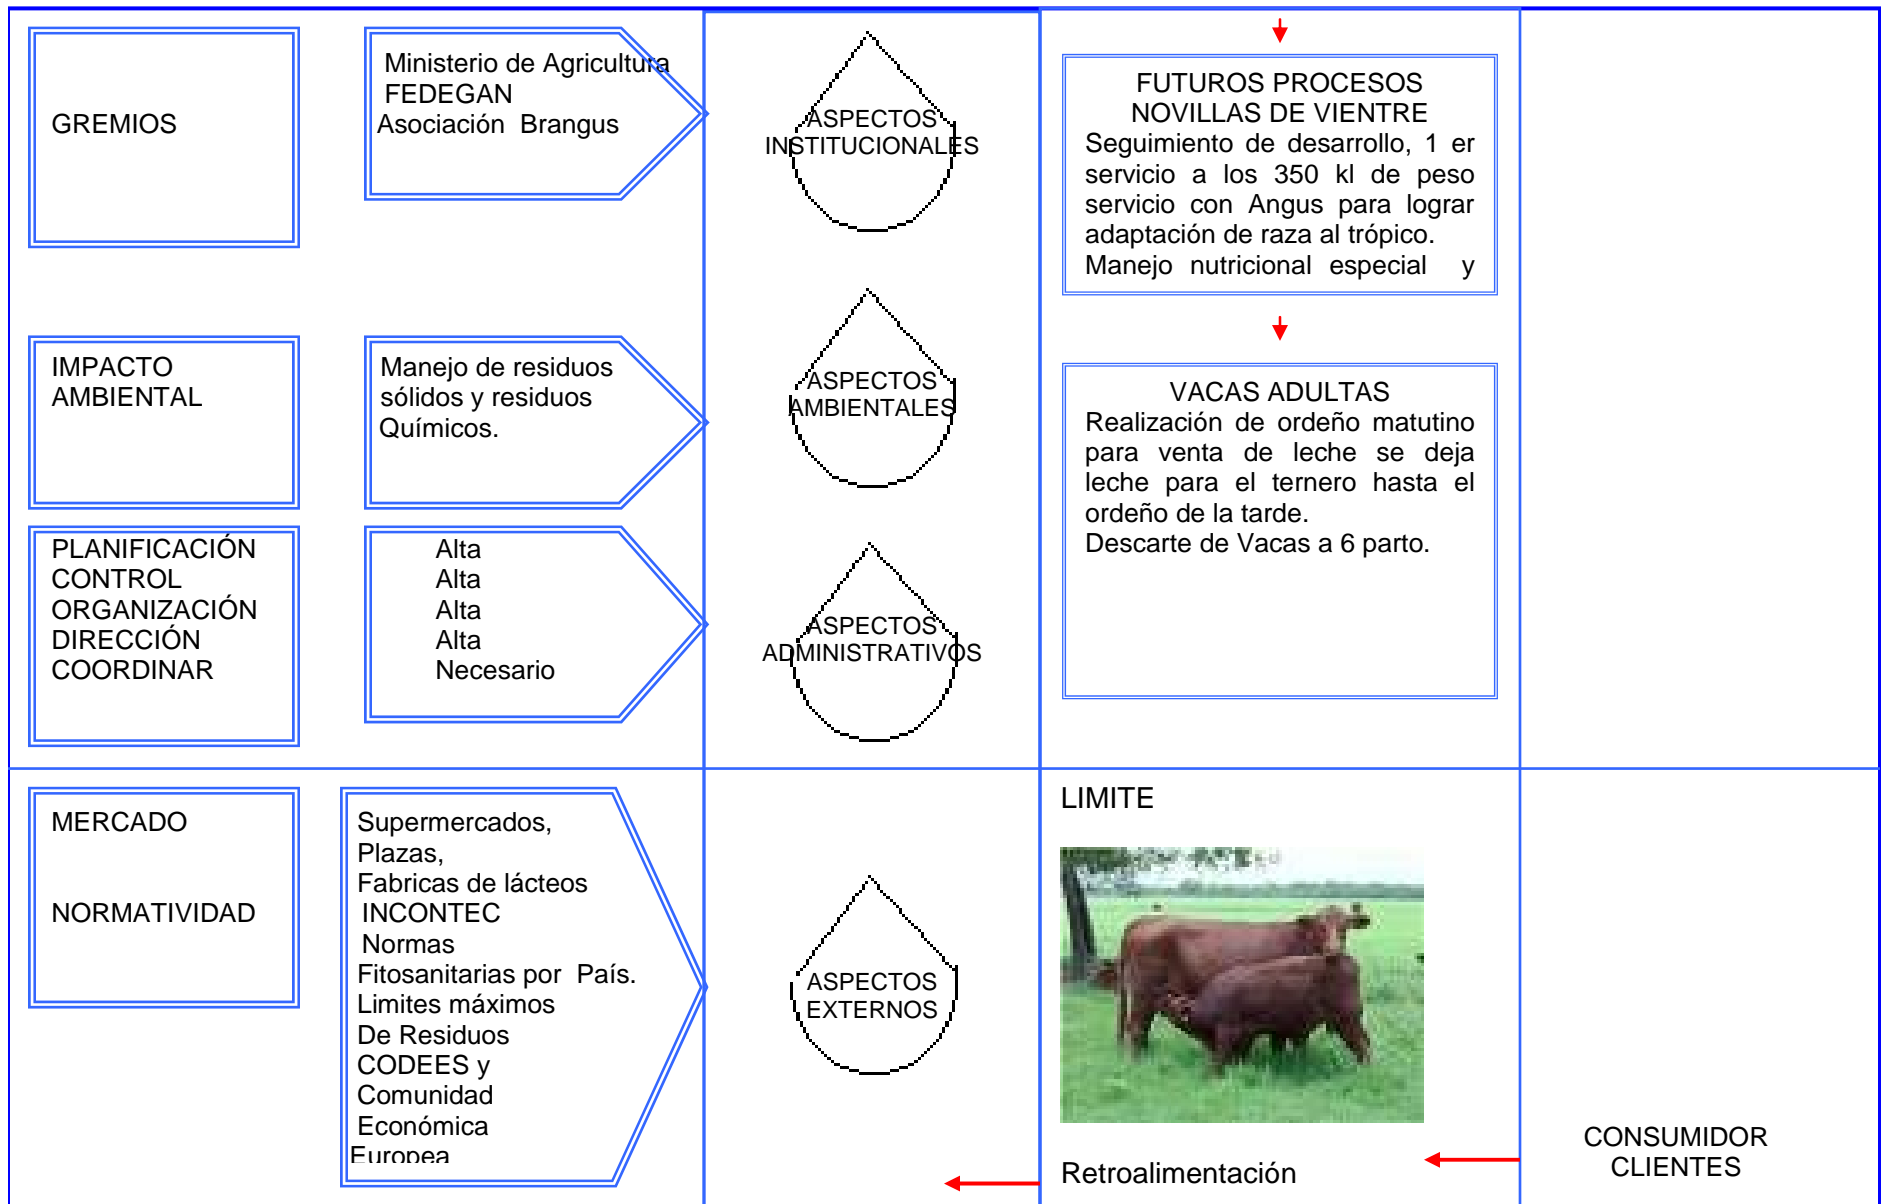 GREMIOS
Ministerio de Agricultura
FEDEGAN
Asociación Brangus
ASPECTOS
INSTITUCIONALES
FUTUROS PROCESOS
NOVILLAS DE VIENTRE
Seguimiento de desarrollo, 1 er
servicio a los 350 kl de peso
servicio con Angus para lograr
adaptación de raza al trópico.
Manejo nutricional especial y
IMPACTO
AMBIENTAL
Manejo de residuos
sólidos y residuos
Químicos.
ASPECTOS
AMBIENTALES
VACAS ADULTAS
Realización de ordeño matutino
para venta de leche se deja
leche para el ternero hasta el
ordeño de la tarde.
Descarte de Vacas a 6 parto.
PLANIFICACIÓN
CONTROL
ORGANIZACIÓN
DIRECCIÓN
COORDINAR
Alta
Alta
Alta
Alta
Necesario
ASPECTOS
ADMINISTRATIVOS
MERCADO
NORMATIVIDAD
Supermercados,
Plazas,
Fabricas de lácteos
INCONTEC
Normas
Fitosanitarias por País.
Limites máximos
De Residuos
CODEES y
Comunidad
Económica
Europea
ASPECTOS
EXTERNOS
LIMITE
Retroalimentación
CONSUMIDOR
CLIENTES